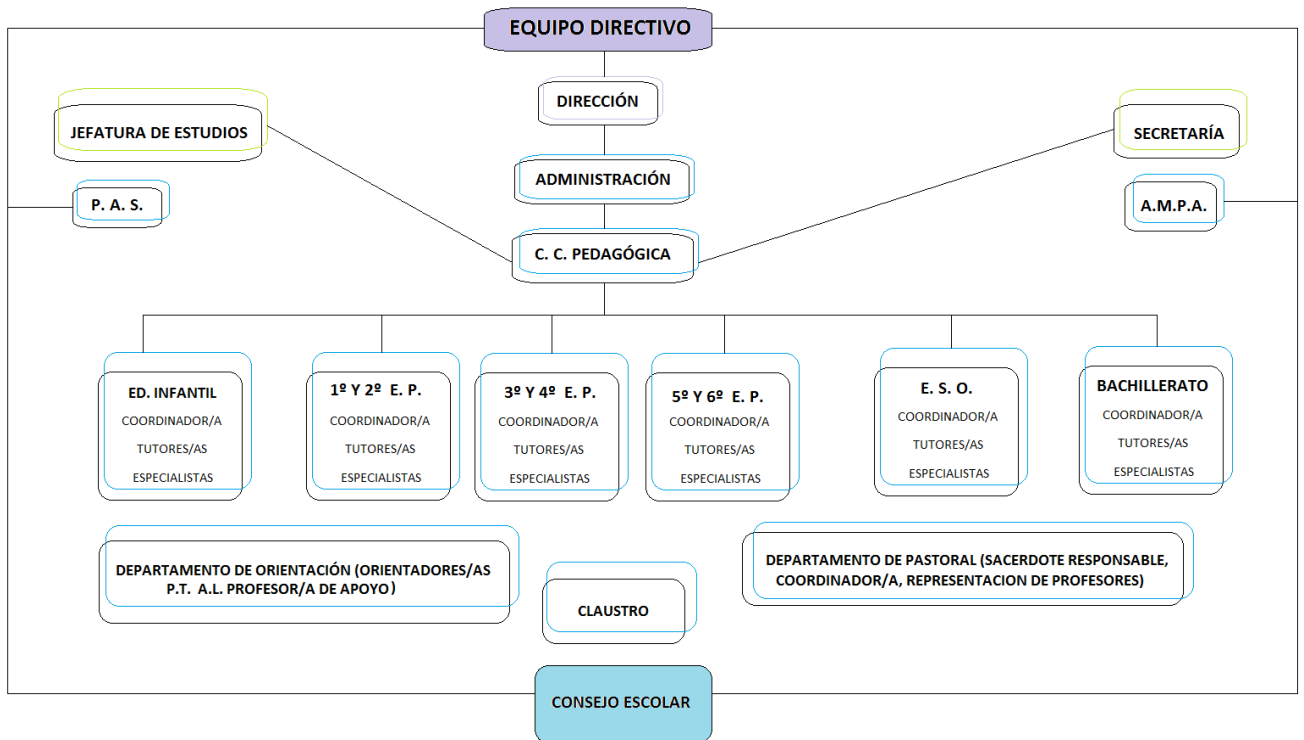 EQUIPO DIRECTIVO
DIRECCIÓN
JEFATURA DE ESTUDIOS
SECRETARÍA
ADMINISTRACIÓN
P. A. S.
A.M.P.A.
C. C. PEDAGÓGICA
ED. INFANTIL
COORDINADOR/A
TUTORES/AS
ESPECIALISTAS
1º Y 2º E. P.
COORDINADOR/A
TUTORES/AS
ESPECIALISTAS
3º Y 4º E. P.
COORDINADOR/A
TUTORES/AS
ESPECIALISTAS
5º Y 6º E. P.
COORDINADOR/A
TUTORES/AS
ESPECIALISTAS
E. S. O.
COORDINADOR/A
TUTORES/AS
ESPECIALISTAS
BACHILLERATO
COORDINADOR/A
TUTORES/AS
ESPECIALISTAS
DEPARTAMENTO DE ORIENTACIÓN (ORIENTADORES/AS
P.T. A.L. PROFESOR/A DE APOYO)
DEPARTAMENTO DE PASTORAL (SACERDOTE RESPONSABLE,
COORDINADOR/A, REPRESENTACION DE PROFESORES)
CLAUSTRO
CONSEJO ESCOLAR